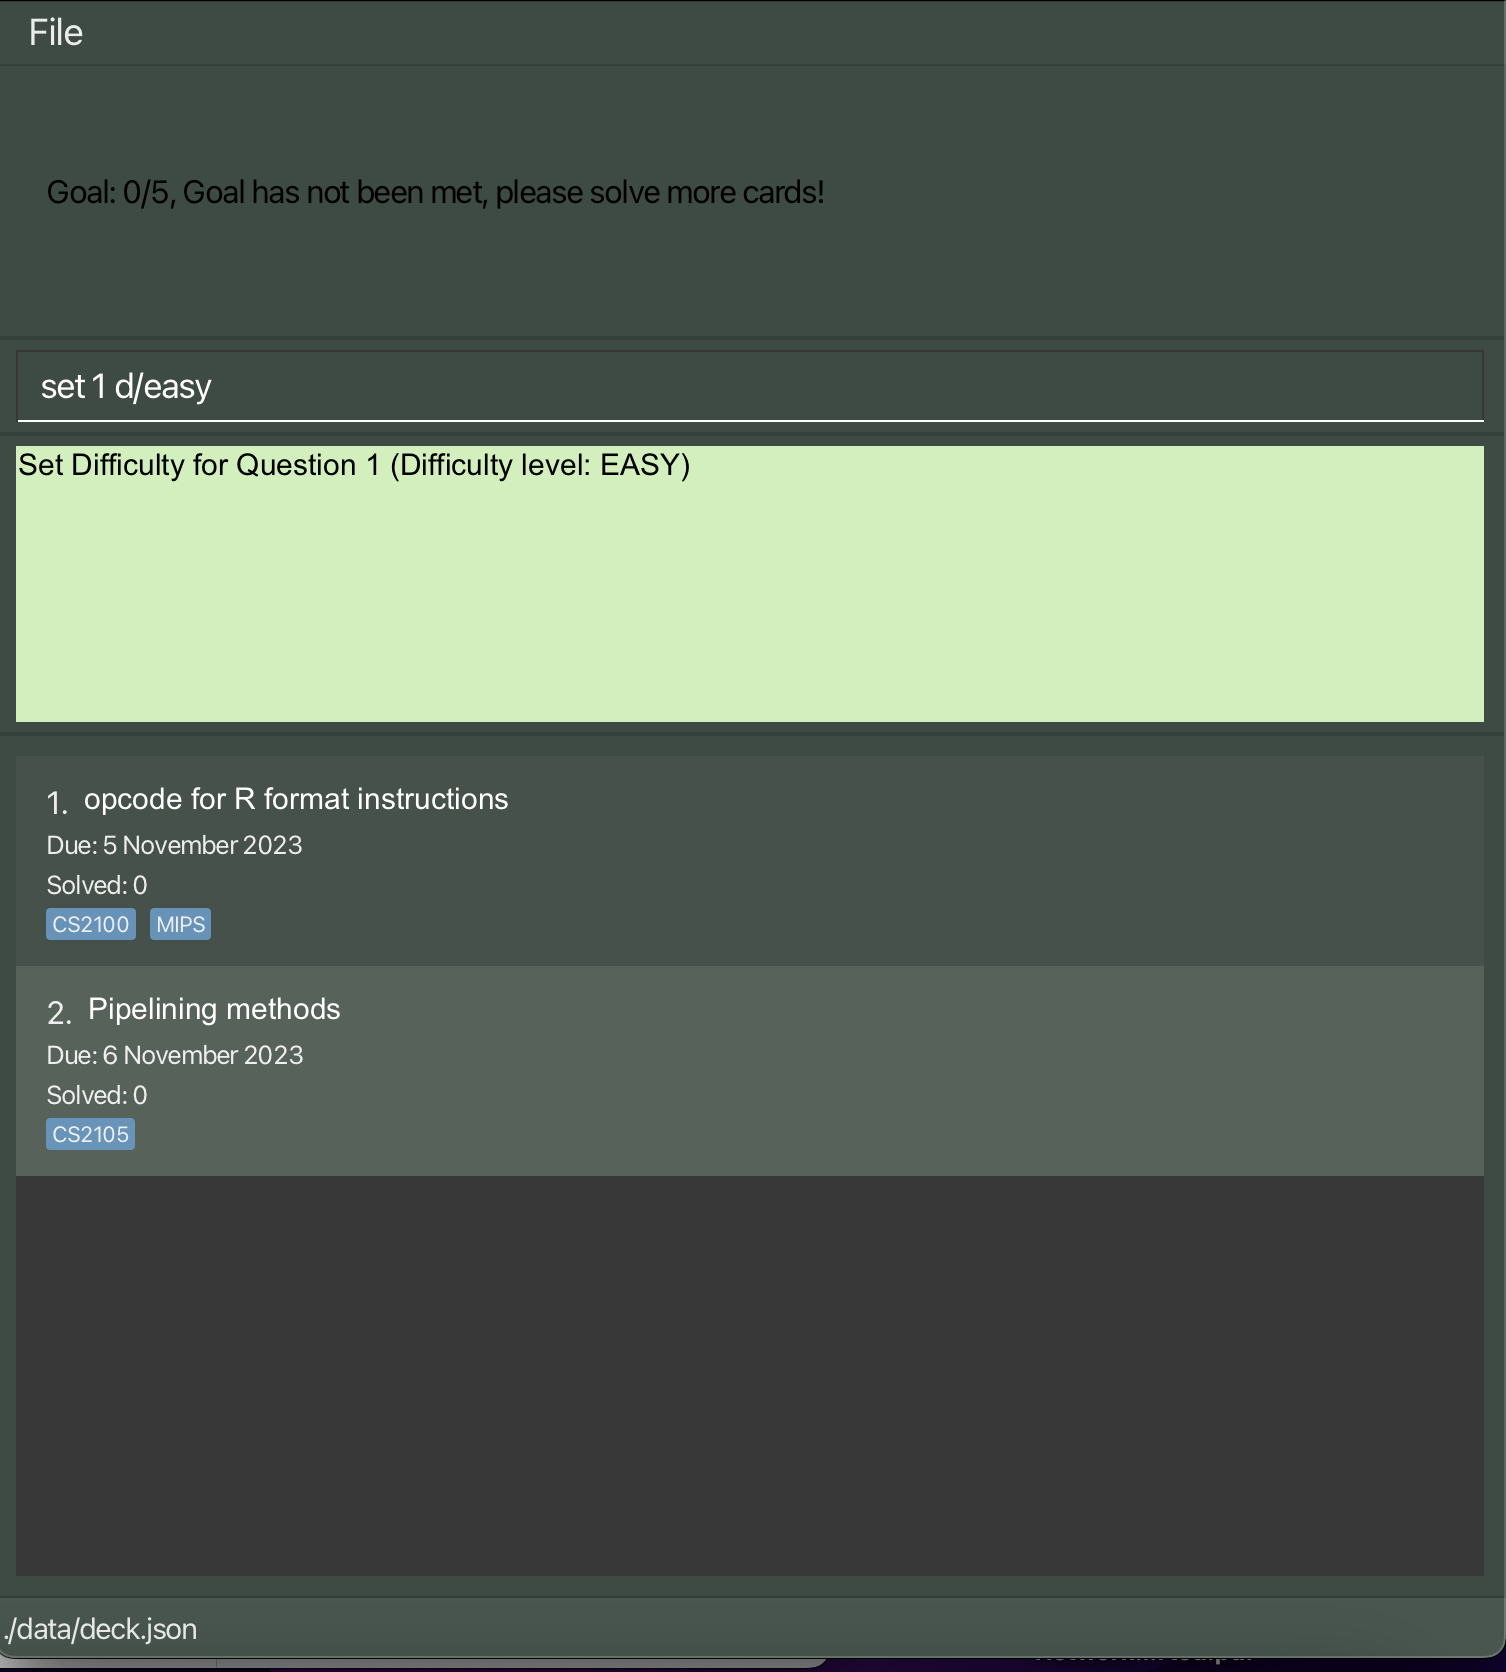 File
Goal: 0/5, Goal has not been met, please solve more cards!
set 1 d/easy
Set Difficulty for Question 1 (Difficulty level: EASY)
1. opcode for R format instructions
Due: 5 November 2023
Solved: 0
CS2100 MIPS
2. Pipelining methods
Due: 6 November 2023
Solved: 0
CS2105
./data/deck.json